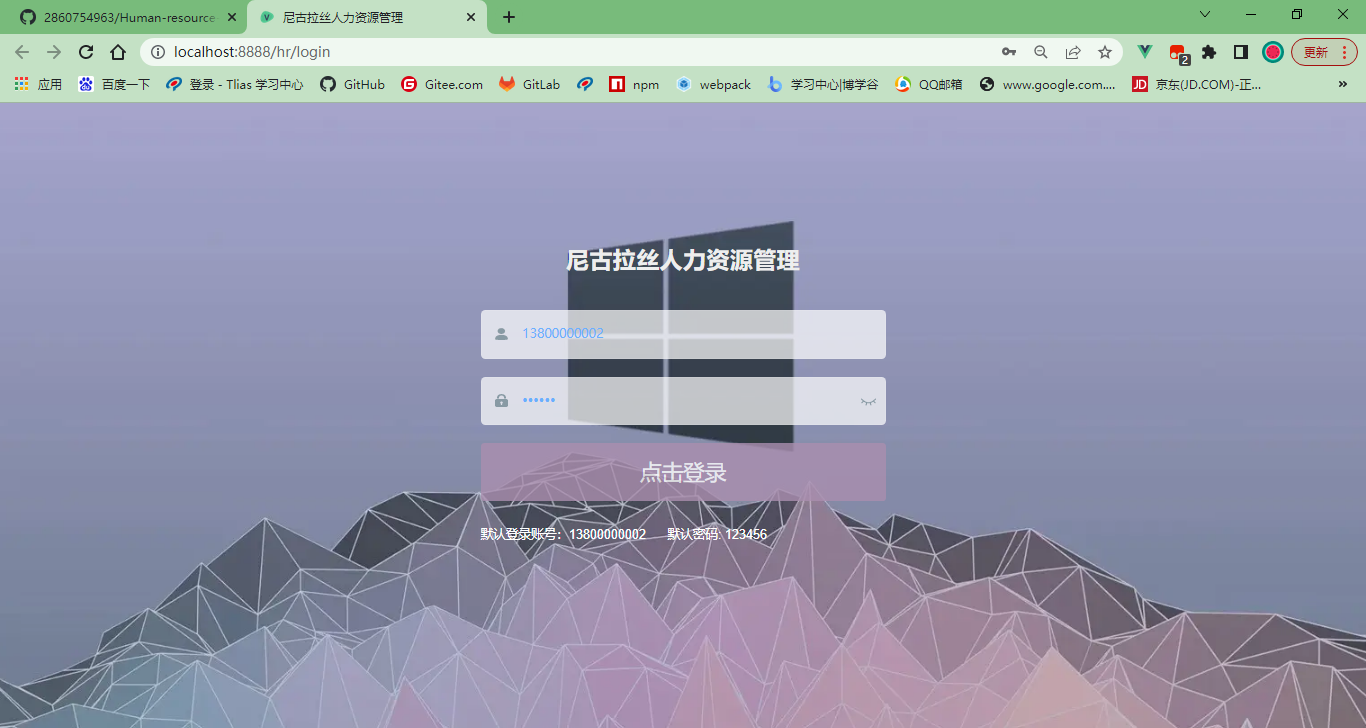 2860754963/Human-resource-
尼古拉丝人力资源管理
localhost:8888/hr/login
2
更新
应用
百度一下
登录 - Tlias 学习中心
GitHub
Gitee.com
GitLab
npm
webpack
学习中心|博学谷
QQ邮箱
www.google.com....
JD
京东(JD.COM)-正...
»
尼古拉丝人力资源管理
13800000002
••••••
点击登录
默认登录账号：13800000002 默认密码: 123456